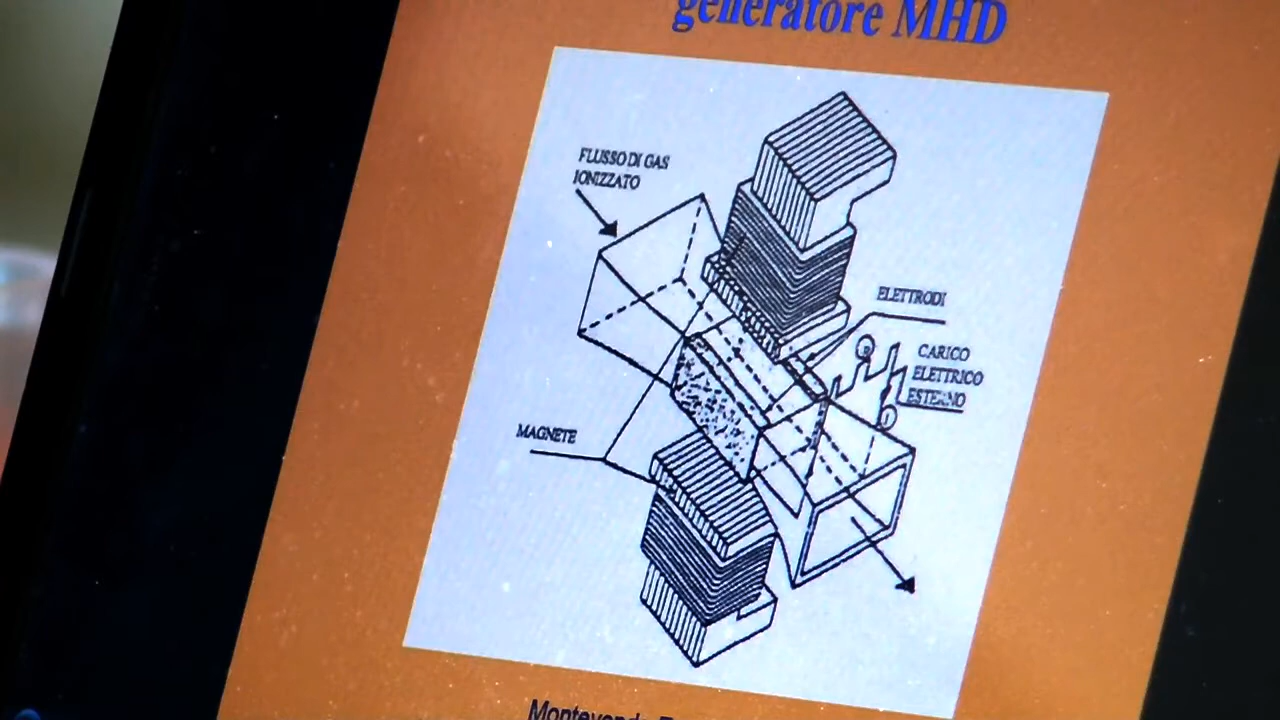 generatore MHD
FLUSSO DI GAS
IONIZZATO
ELETTRODI
CARICO
ELETTRICO
ESTERNO
MAGNETE